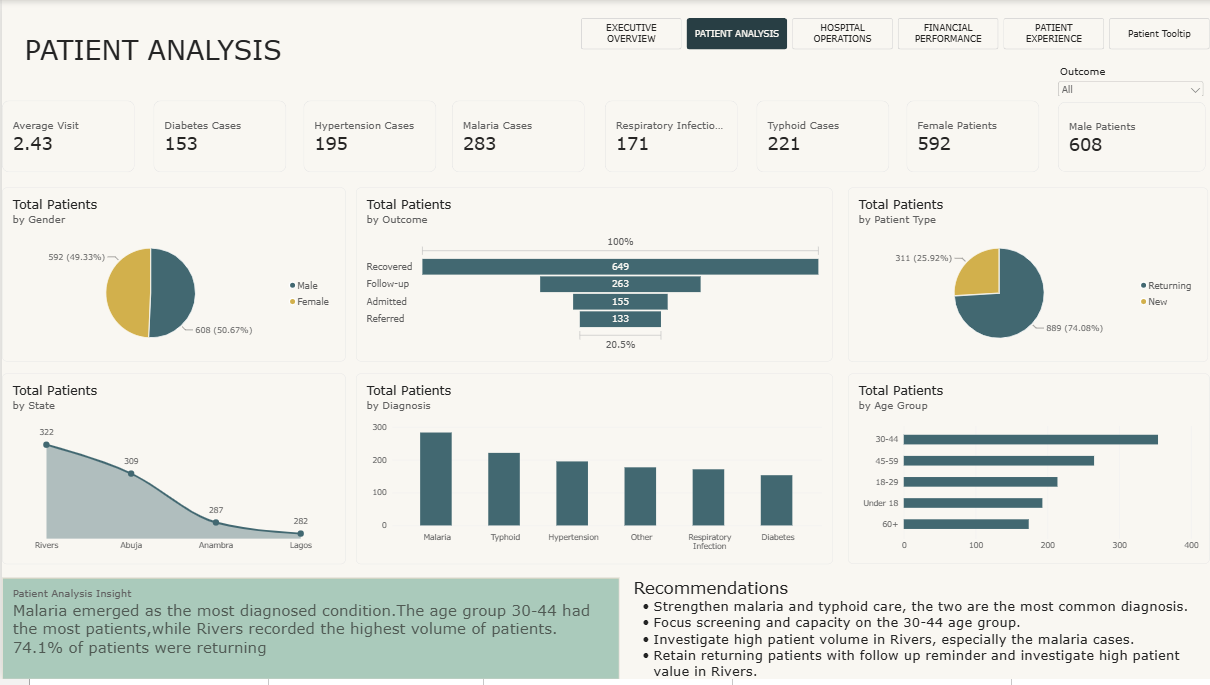 PATIENT ANALYSIS
EXECUTIVE
OVERVIEW
PATIENT ANALYSIS
HOSPITAL
OPERATIONS
FINANCIAL
PERFORMANCE
PATIENT
EXPERIENCE
Patient Tooltip
Outcome
All
Average Visit
2.43
Diabetes Cases
153
Hypertension Cases
195
Malaria Cases
283
Respiratory Infectio...
171
Typhoid Cases
221
Female Patients
592
Male Patients
608
Total Patients
by Gender
592 (49.33%)
608 (50.67%)
Male
Female
Total Patients
by Outcome
100%
Recovered 649
Follow-up 263
Admitted 155
Referred 133
20.5%
Total Patients
by Patient Type
311 (25.92%)
889 (74.08%)
Returning
New
Total Patients
by State
322
309
287
282
Rivers Abuja Anambra Lagos
Total Patients
by Diagnosis
300
200
100
0
Malaria Typhoid Hypertension Other Respiratory Diabetes
Infection
Total Patients
by Age Group
30-44
45-59
18-29
Under 18
60+
0 100 200 300 400
Patient Analysis Insight
Malaria emerged as the most diagnosed condition.The age group 30-44 had
the most patients,while Rivers recorded the highest volume of patients.
74.1% of patients were returning
Recommendations
• Strengthen malaria and typhoid care, the two are the most common diagnosis.
• Focus screening and capacity on the 30-44 age group.
• Investigate high patient volume in Rivers, especially the malaria cases.
• Retain returning patients with follow up reminder and investigate high patient
value in Rivers.